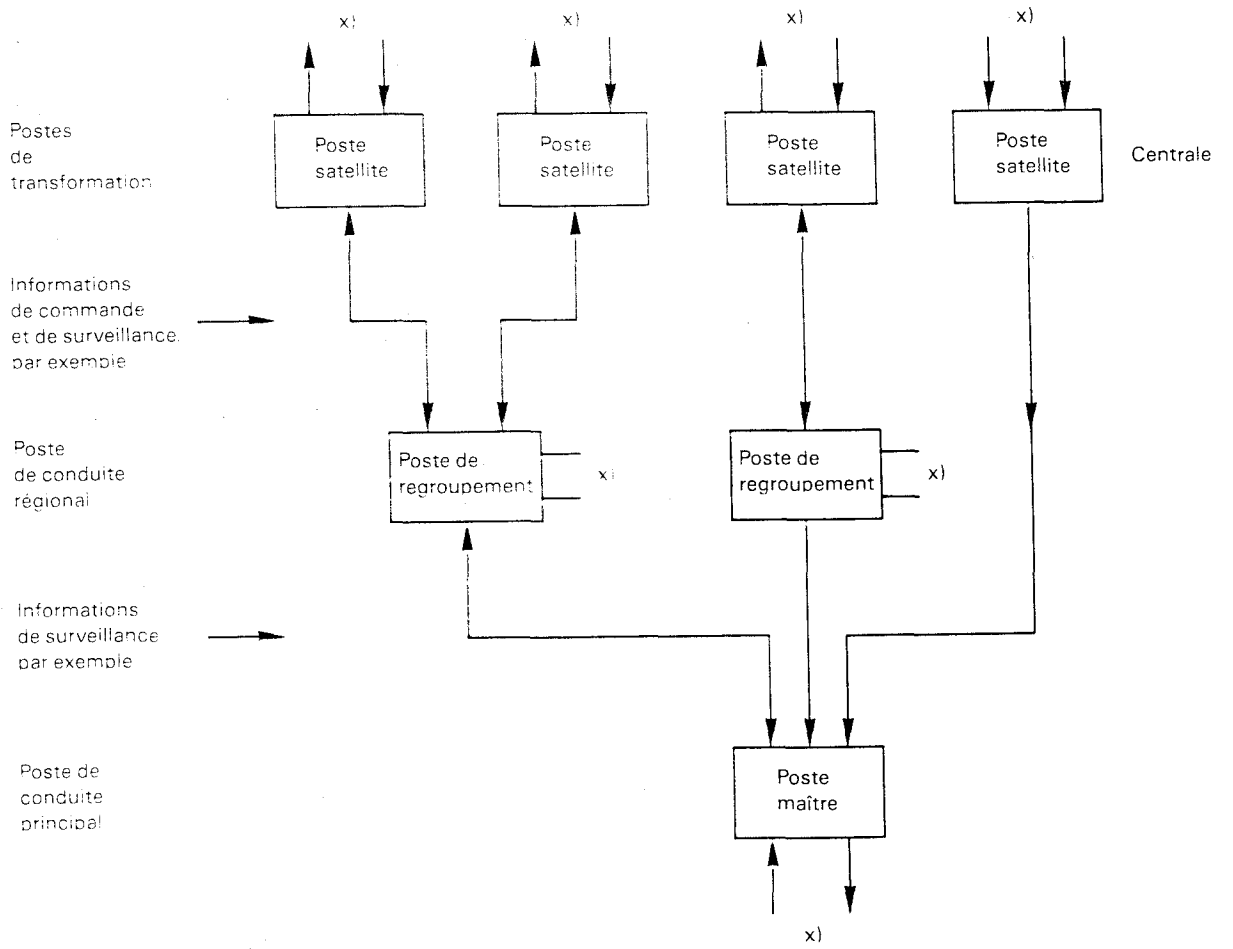 x)
x)
x)
x)
Postes
de
transformation
Poste
satellite
Poste
satellite
Poste
satellite
Poste
satellite
Centrale
Informations
de commande
et de surveillance,
par exemple
Poste
de conduite
régional
Poste de
regroupement
x)
Poste de
regroupement
x)
Informations
de surveillance
par exemple
Poste de
conduite
principal
Poste
maître
x)